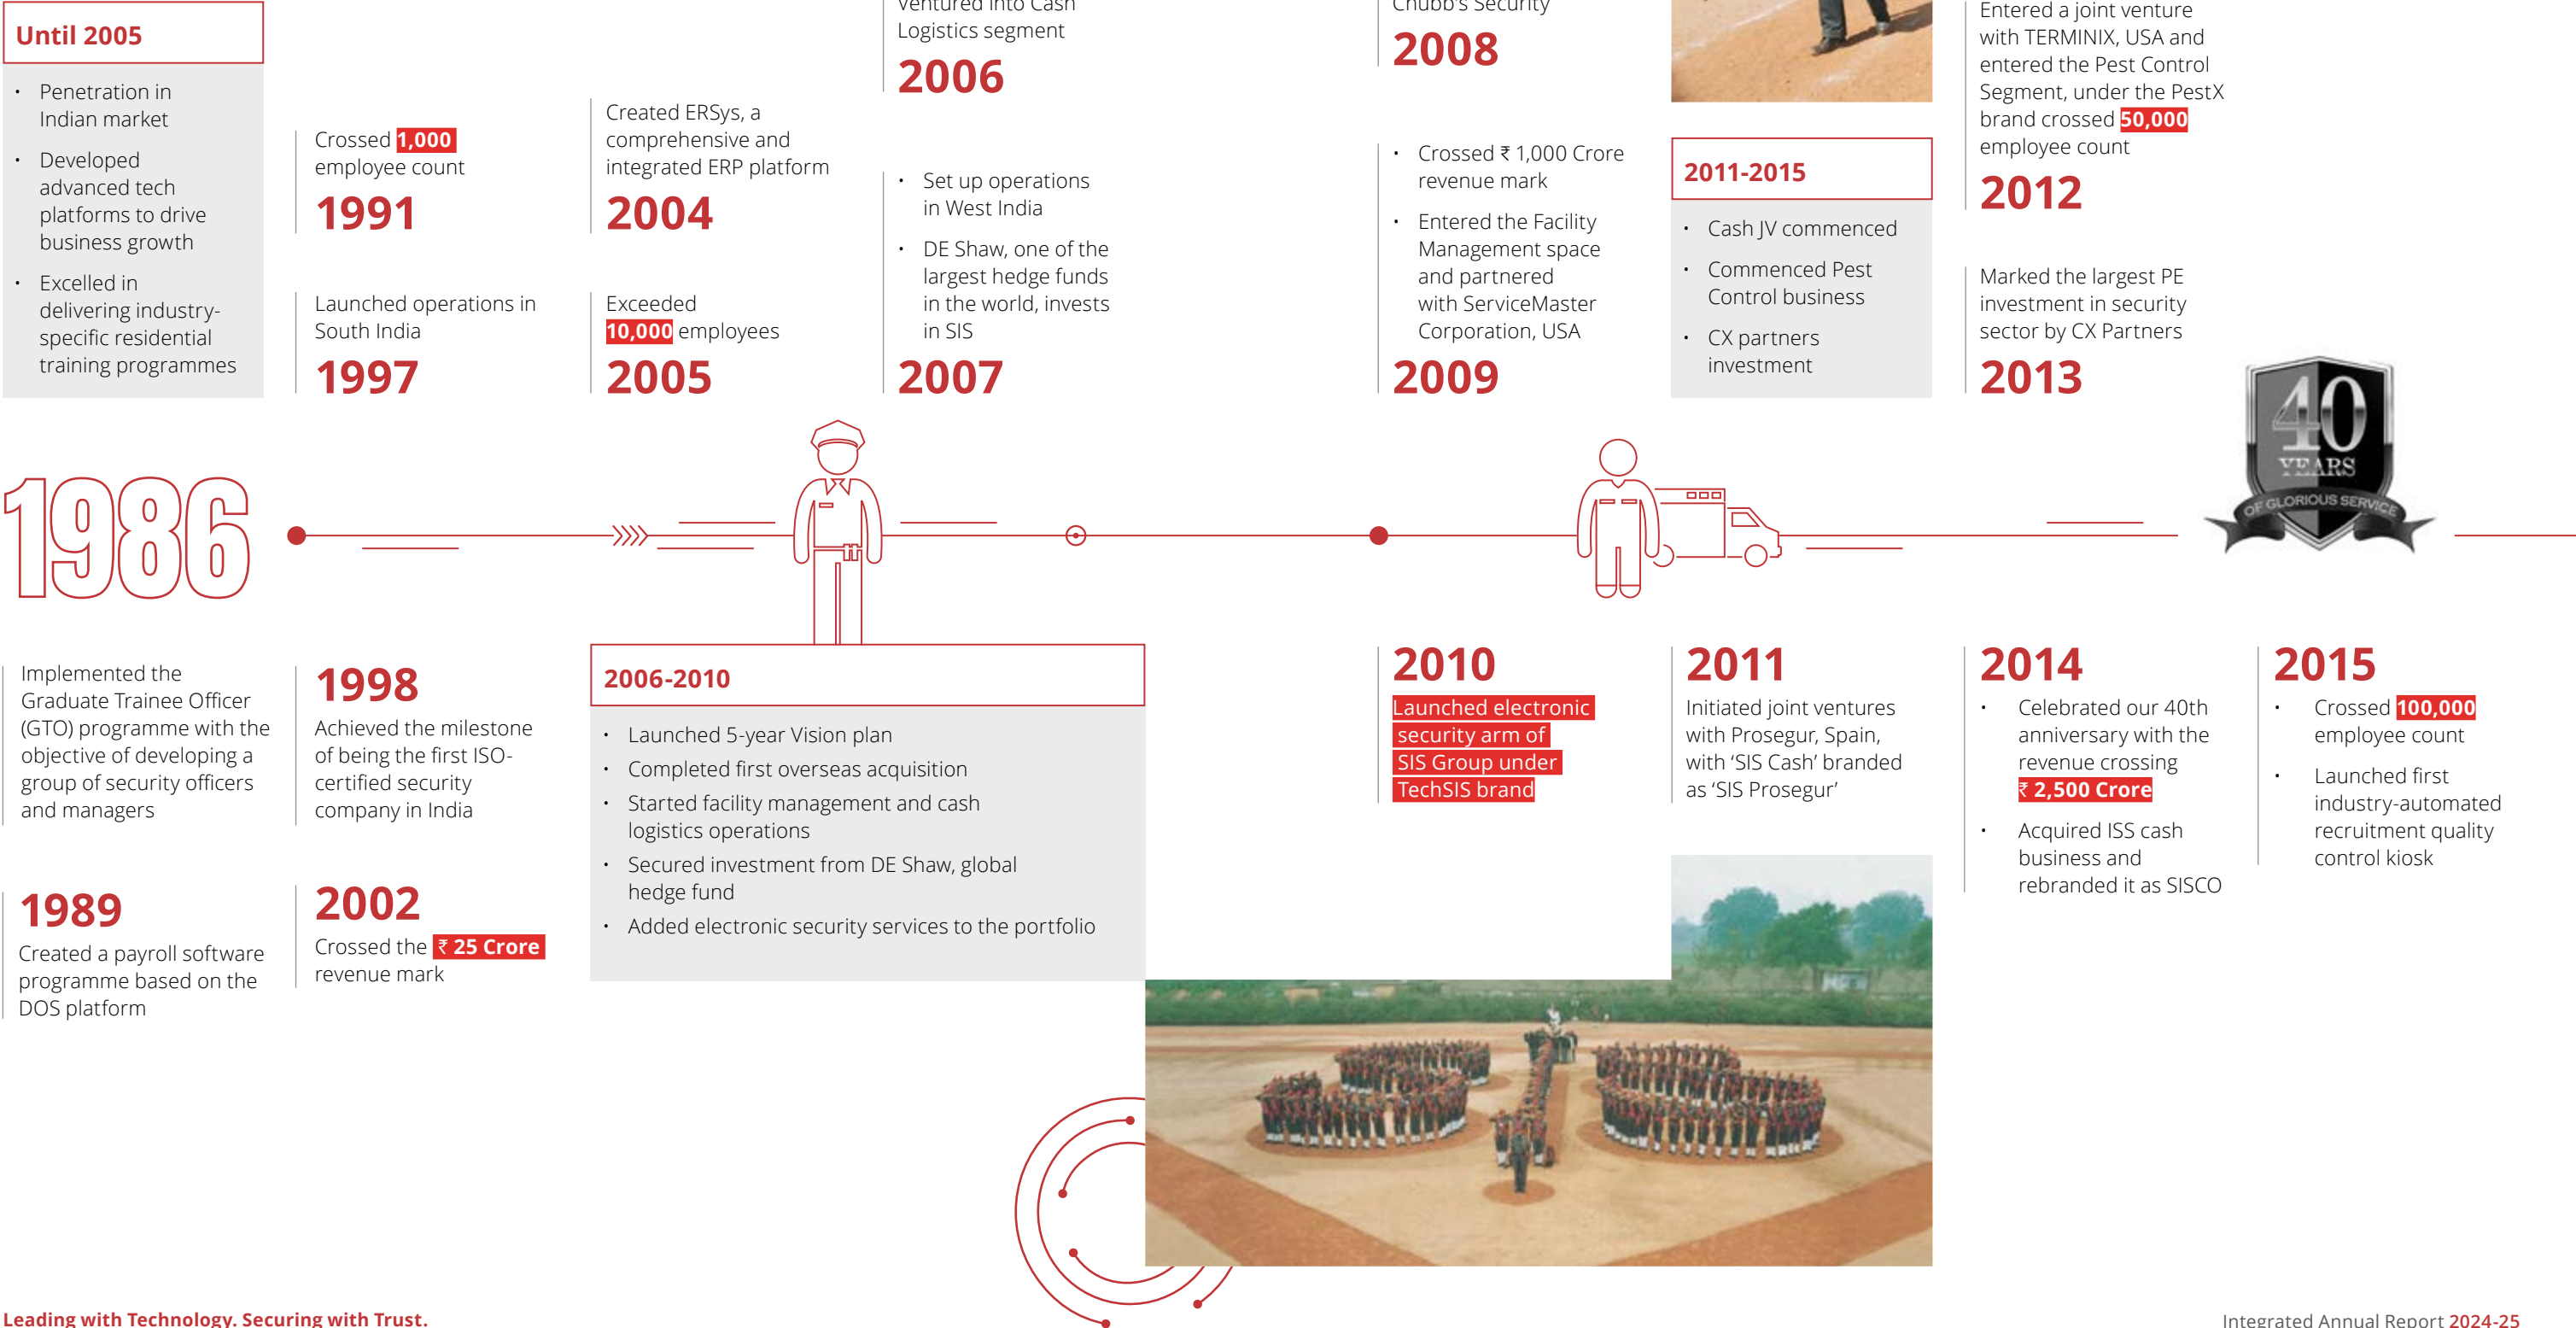 Until 2005
• Penetration in
Indian market
• Developed
advanced tech
platforms to drive
business growth
• Excelled in
delivering industry-
specific residential
training programmes
Crossed 1,000
employee count
1991
Launched operations in
South India
1997
Created ERSys, a
comprehensive and
integrated ERP platform
2004
Exceeded
10,000 employees
2005
Ventured into Cash
Logistics segment
2006
• Set up operations
in West India
• DE Shaw, one of the
largest hedge funds
in the world, invests
in SIS
2007
Chubb's Security
2008
• Crossed ₹ 1,000 Crore
revenue mark
• Entered the Facility
Management space
and partnered
with ServiceMaster
Corporation, USA
2009
2011-2015
• Cash JV commenced
• Commenced Pest
Control business
• CX partners
investment
Entered a joint venture
with TERMINIX, USA and
entered the Pest Control
Segment, under the PestX
brand crossed 50,000
employee count
2012
Marked the largest PE
investment in security
sector by CX Partners
2013
40
YEARS
OF GLORIOUS SERVICE
1986
Implemented the
Graduate Trainee Officer
(GTO) programme with the
objective of developing a
group of security officers
and managers
1989
Created a payroll software
programme based on the
DOS platform
1998
Achieved the milestone
of being the first ISO-
certified security
company in India
2002
Crossed the ₹ 25 Crore
revenue mark
2006-2010
• Launched 5-year Vision plan
• Completed first overseas acquisition
• Started facility management and cash
logistics operations
• Secured investment from DE Shaw, global
hedge fund
• Added electronic security services to the portfolio
2010
Launched electronic
security arm of
SIS Group under
TechSIS brand
2011
Initiated joint ventures
with Prosegur, Spain,
with ‘SIS Cash’ branded
as ‘SIS Prosegur’
2014
• Celebrated our 40th
anniversary with the
revenue crossing
₹ 2,500 Crore
• Acquired ISS cash
business and
rebranded it as SISCO
2015
• Crossed 100,000
employee count
• Launched first
industry-automated
recruitment quality
control kiosk
Leading with Technology. Securing with Trust.
Integrated Annual Report 2024-25